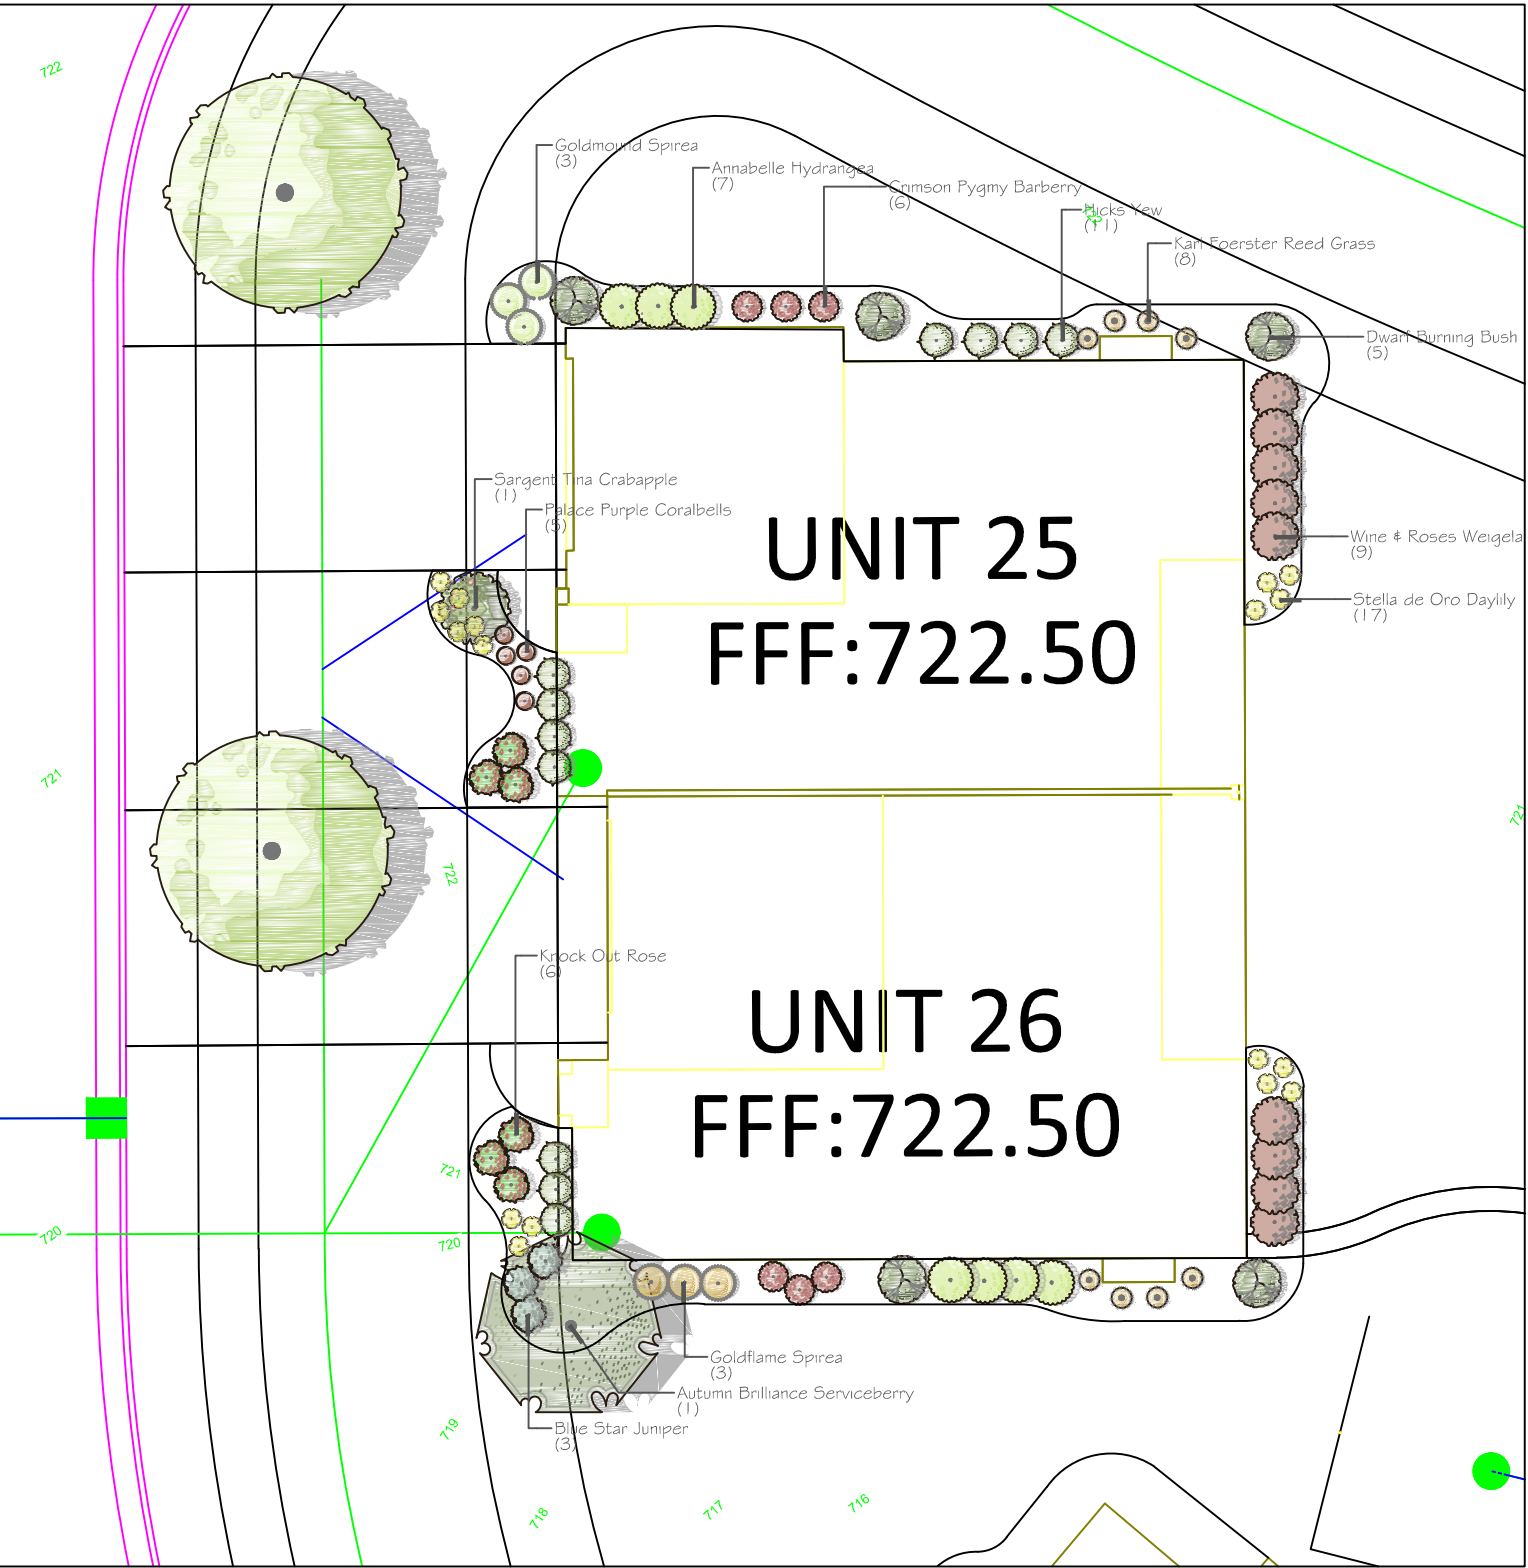 722
Goldmound Spirea
(3)
Annabelle Hydrangea
(7)
Crimson Pygmy Barberry
(6)
Hicks Yew
(11)
Karl Foerster Reed Grass
(8)
Dwarf Burning Bush
(5)
Sargent Tina Crabapple
(1)
Palace Purple Coralbells
(5)
UNIT 25
FFF:722.50
Wine & Roses Weigela
(9)
Stella de Oro Daylily
(17)
721
721
722
Knock Out Rose
(6)
UNIT 26
FFF:722.50
721
720
720
Goldflame Spirea
(3)
Autumn Brilliance Serviceberry
(1)
Blue Star Juniper
(3)
719
718
717
716